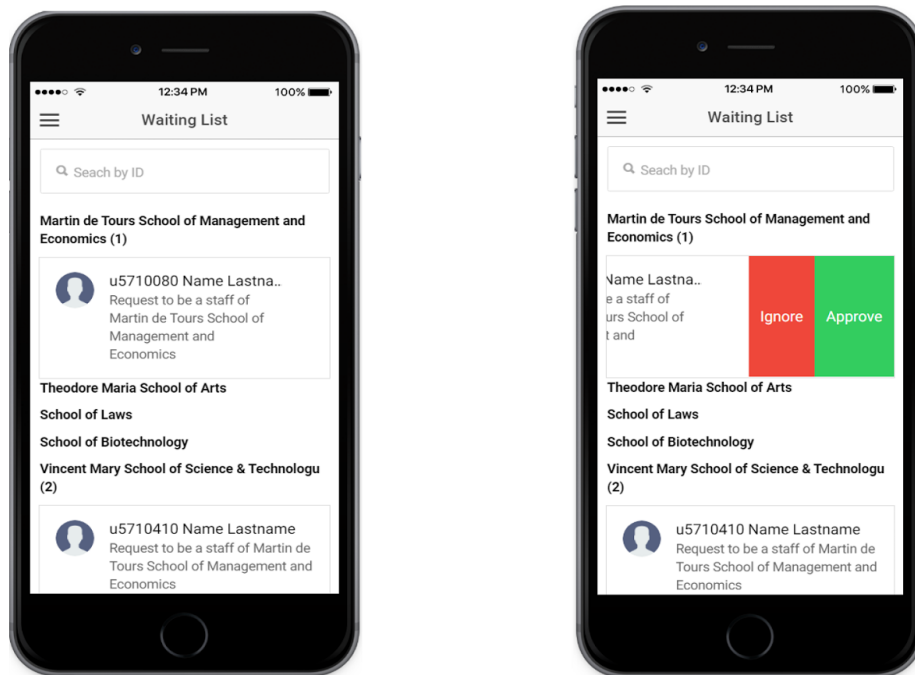 12:34 PM 100%
Waiting List
Seach by ID
Martin de Tours School of Management and
Economics (1)
u5710080 Name Lastna..
Request to be a staff of
Martin de Tours School of
Management and
Economics
Theodore Maria School of Arts
School of Laws
School of Biotechnology
Vincent Mary School of Science & Technologu
(2)
u5710410 Name Lastname
Request to be a staff of Martin de
Tours School of Management and
Economics
12:34 PM 100%
Waiting List
Seach by ID
Martin de Tours School of Management and
Economics (1)
Name Lastna..
e a staff of
urs School of
t and
Ignore Approve
Theodore Maria School of Arts
School of Laws
School of Biotechnology
Vincent Mary School of Science & Technologu
(2)
u5710410 Name Lastname
Request to be a staff of Martin de
Tours School of Management and
Economics